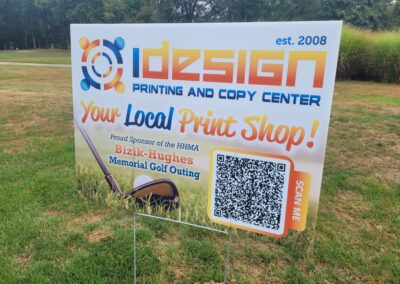 est. 2008
iDESIGN
PRINTING AND COPY CENTER
Your Local Print Shop!
Proud Sponsor of the HHMA
Bizik-Hughes
Memorial Golf Outing
SCAN ME